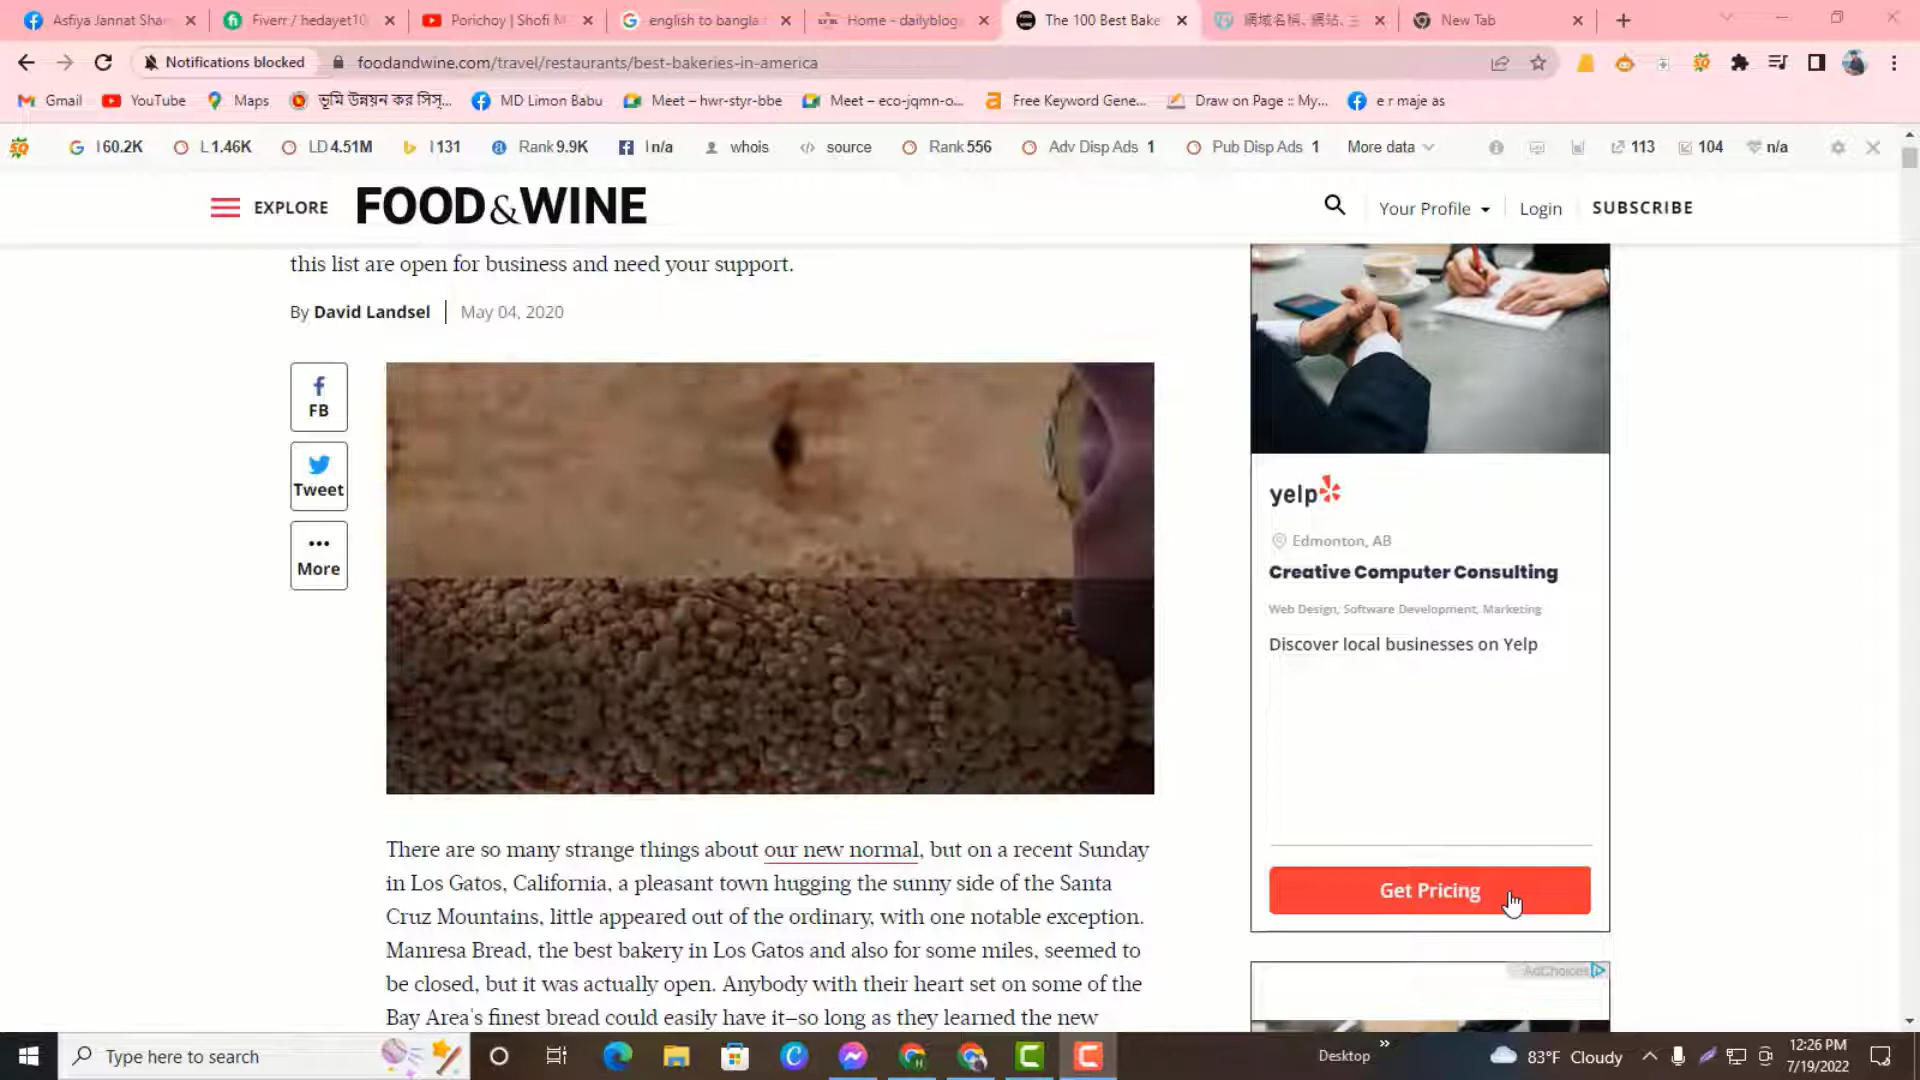 Asfiya Jannat Sha
Fiverr / hedayet10
Porichoy | Shofi M
english to bangla t
Home - dailyblog
The 100 Best Bake
New Tab
Notifications blocked
foodandwine.com/travel/restaurants/best-bakeries-in-america
Gmail
YouTube
Maps
ভূমি উন্নয়ন কর সিস্...
MD Limon Babu
Meet – hwr-styr-bbe
Meet – eco-jqmn-o...
Free Keyword Gene...
Draw on Page :: My...
e r maje as
I 60.2K
L 1.46K
LD 4.51M
I 131
Rank 9.9K
I n/a
whois
source
Rank 556
Adv Disp Ads 1
Pub Disp Ads 1
More data
113
104
n/a
EXPLORE
FOOD&WINE
Your Profile
Login
SUBSCRIBE
this list are open for business and need your support.
By David Landsel | May 04, 2020
FB
Tweet
More
There are so many strange things about our new normal, but on a recent Sunday
in Los Gatos, California, a pleasant town hugging the sunny side of the Santa
Cruz Mountains, little appeared out of the ordinary, with one notable exception.
Manresa Bread, the best bakery in Los Gatos and also for some miles, seemed to
be closed, but it was actually open. Anybody with their heart set on some of the
Bay Area's finest bread could easily have it—so long as they learned the new
yelp
Edmonton, AB
Creative Computer Consulting
Web Design, Software Development, Marketing
Discover local businesses on Yelp
Get Pricing
AdChoices
Type here to search
Desktop
83°F Cloudy
12:26 PM
7/19/2022